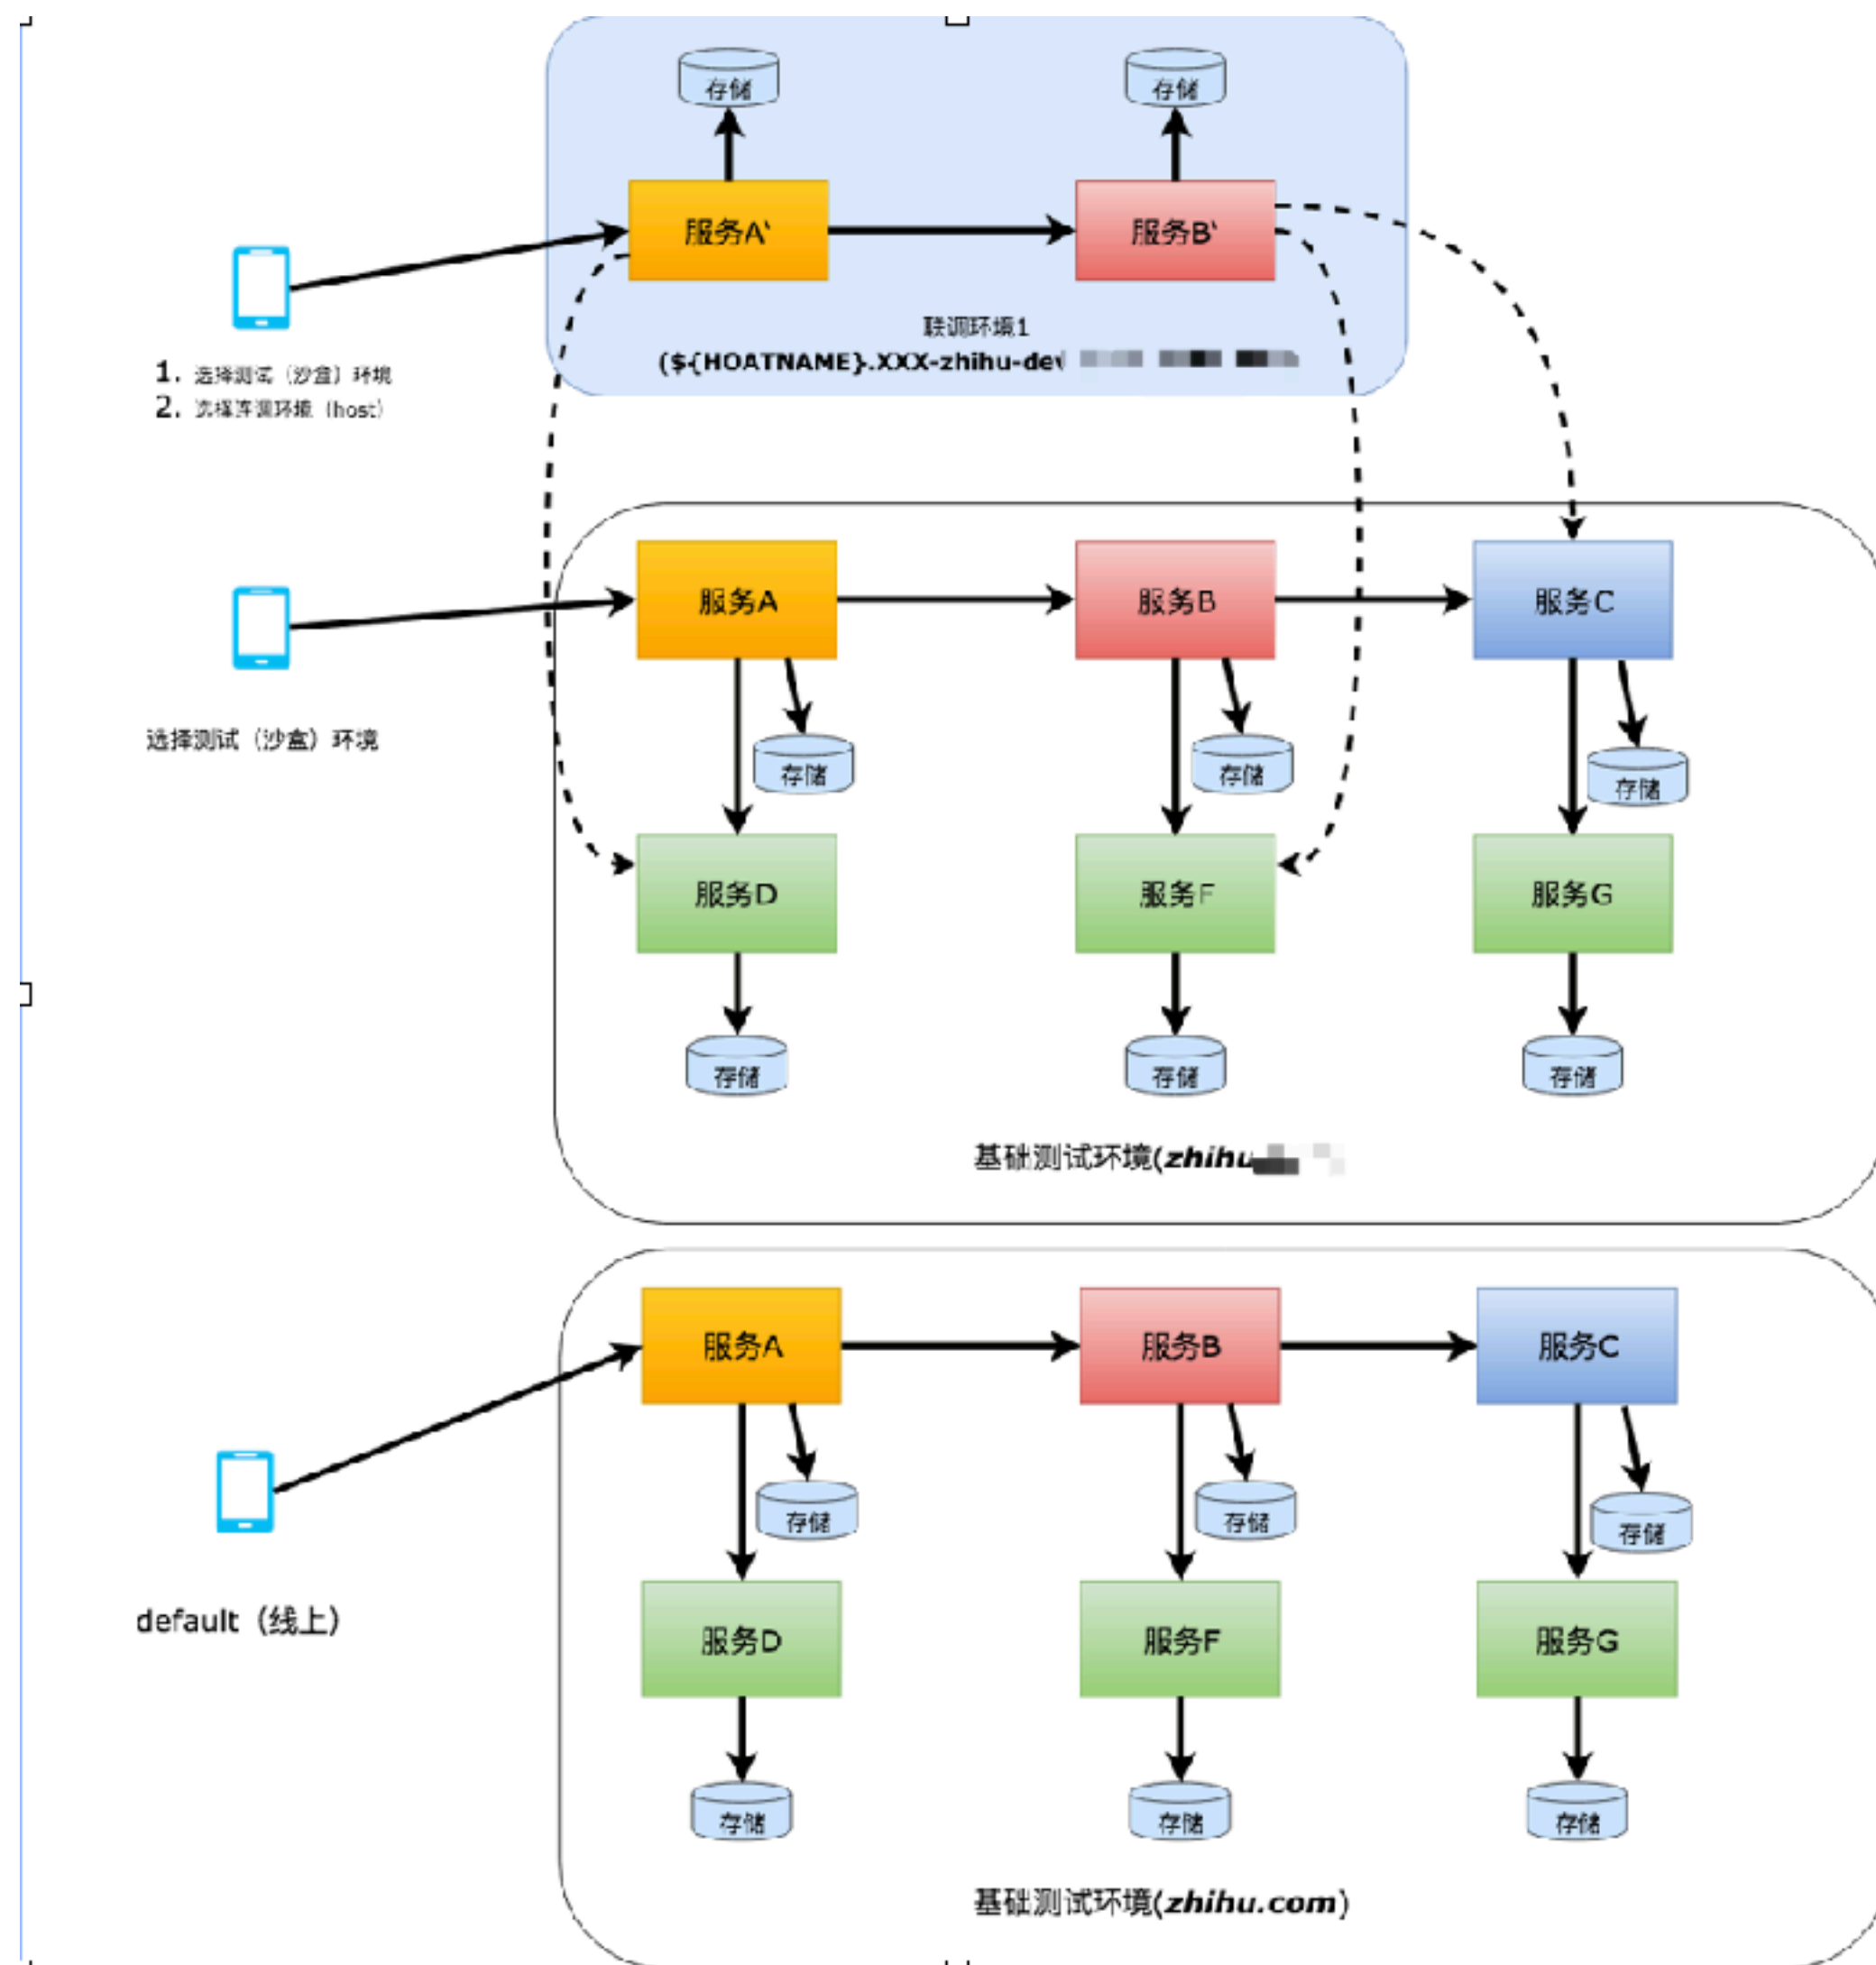 存储
存储
服务A'
服务B'
联调环境1
(${HOATNAME}.XXX-zhihu-dev
1. 选择测试（沙盒）环境
2. 选择连调环境（host）
服务A
服务B
服务C
选择测试（沙盒）环境
存储
存储
存储
服务D
服务F
服务G
存储
存储
存储
基础测试环境(zhihu
服务A
服务B
服务C
存储
存储
存储
default（线上）
服务D
服务F
服务G
存储
存储
存储
基础测试环境(zhihu.com)